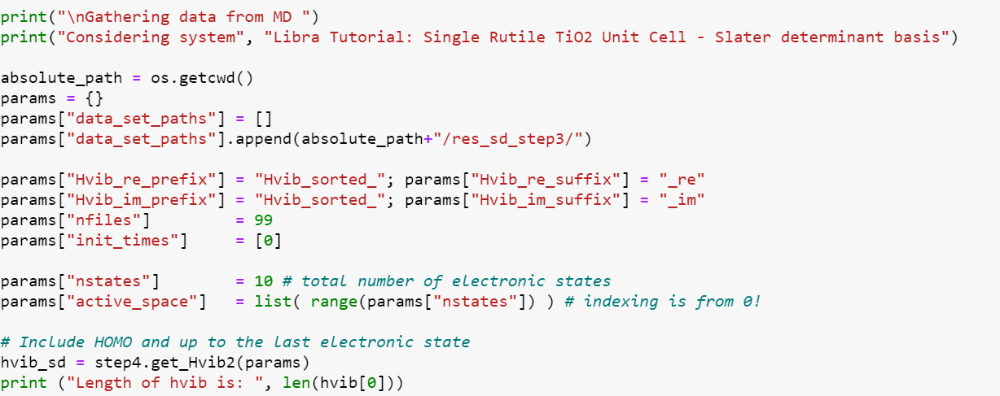 print("\nGathering data from MD ")
print("Considering system", "Libra Tutorial: Single Rutile TiO2 Unit Cell - Slater determinant basis")

absolute_path = os.getcwd()
params = {}
params["data_set_paths"] = []
params["data_set_paths"].append(absolute_path+"/res_sd_step3/")

params["Hvib_re_prefix"] = "Hvib_sorted_"; params["Hvib_re_suffix"] = "_re"
params["Hvib_im_prefix"] = "Hvib_sorted_"; params["Hvib_im_suffix"] = "_im"
params["nfiles"]         = 99
params["init_times"]     = [0]

params["nstates"]        = 10 # total number of electronic states
params["active_space"]   = list( range(params["nstates"]) ) # indexing is from 0!

# Include HOMO and up to the last electronic state
hvib_sd = step4.get_Hvib2(params)
print ("Length of hvib is: ", len(hvib[0]))